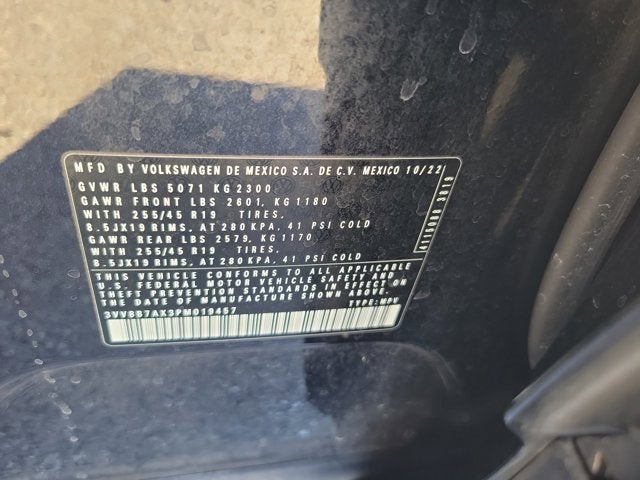 MFD BY VOLKSWAGEN DE MEXICO S.A. DE C.V. MEXICO 10/22
GVWR LBS 5071 KG 2300
GAWR FRONT LBS 2601, KG 1180
WITH 255/45 R19 TIRES.
8.5JX19 RIMS, AT 280 KPA, 41 PSI COLD
GAWR REAR LBS 2579, KG 1170
WITH 255/45 R19 TIRES.
8.5JX19 RIMS, AT 280 KPA, 41 PSI COLD
THIS VEHICLE CONFORMS TO ALL APPLICABLE
U.S. FEDERAL MOTOR VEHICLE SAFETY AND
THEFT PREVENTION STANDARDS IN EFFECT ON
THE DATE OF MANUFACTURE SHOWN ABOVE.
3VV8B7AX3PM019457
TYPE: MPV